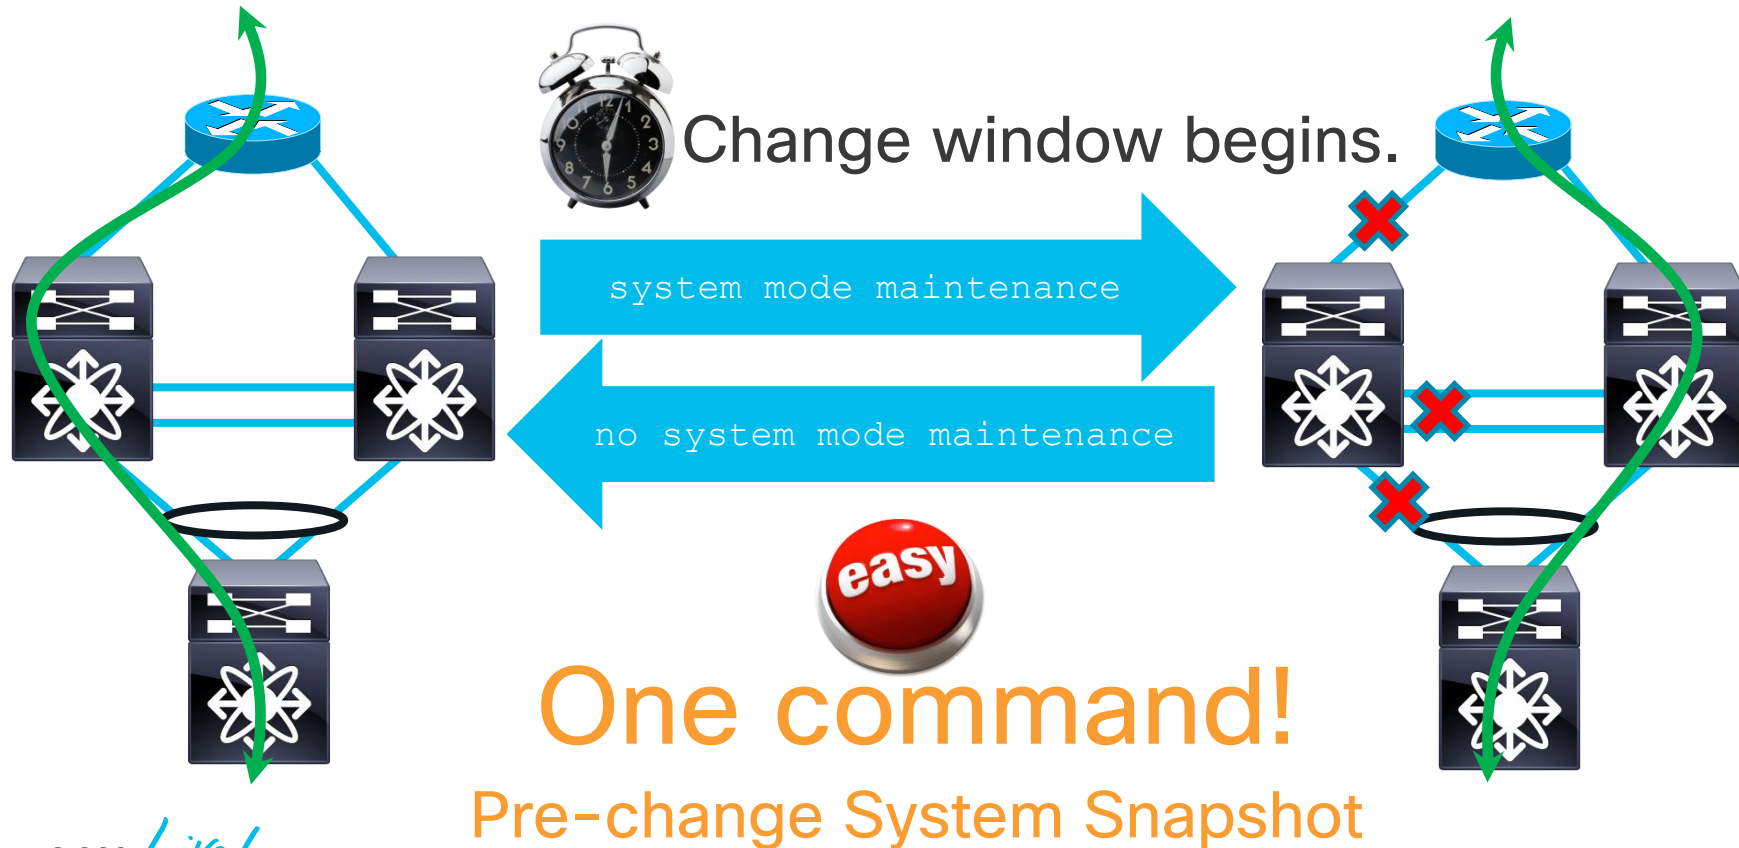 Change window begins.
system mode maintenance
no system mode maintenance
easy
One command!
Pre-change System Snapshot